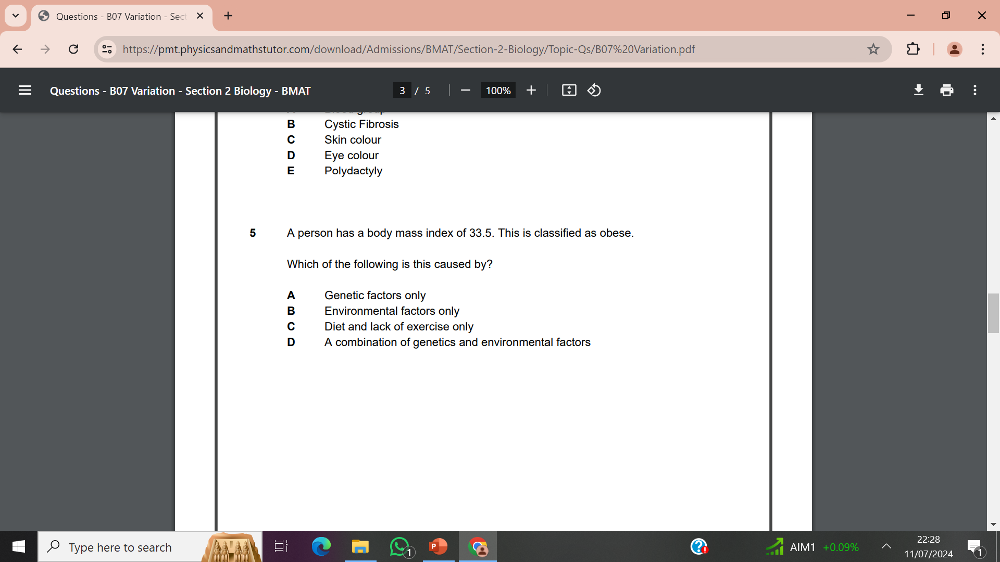 Questions - B07 Variation - Sect
https://pmt.physicsandmathstutor.com/download/Admissions/BMAT/Section-2-Biology/Topic-Qs/B07%20Variation.pdf
Questions - B07 Variation - Section 2 Biology - BMAT
3 / 5
100%
B Cystic Fibrosis
C Skin colour
D Eye colour
E Polydactyly
5 A person has a body mass index of 33.5. This is classified as obese.
Which of the following is this caused by?
A Genetic factors only
B Environmental factors only
C Diet and lack of exercise only
D A combination of genetics and environmental factors
Type here to search
1
P
AIM1 +0.09%
22:28
11/07/2024
1